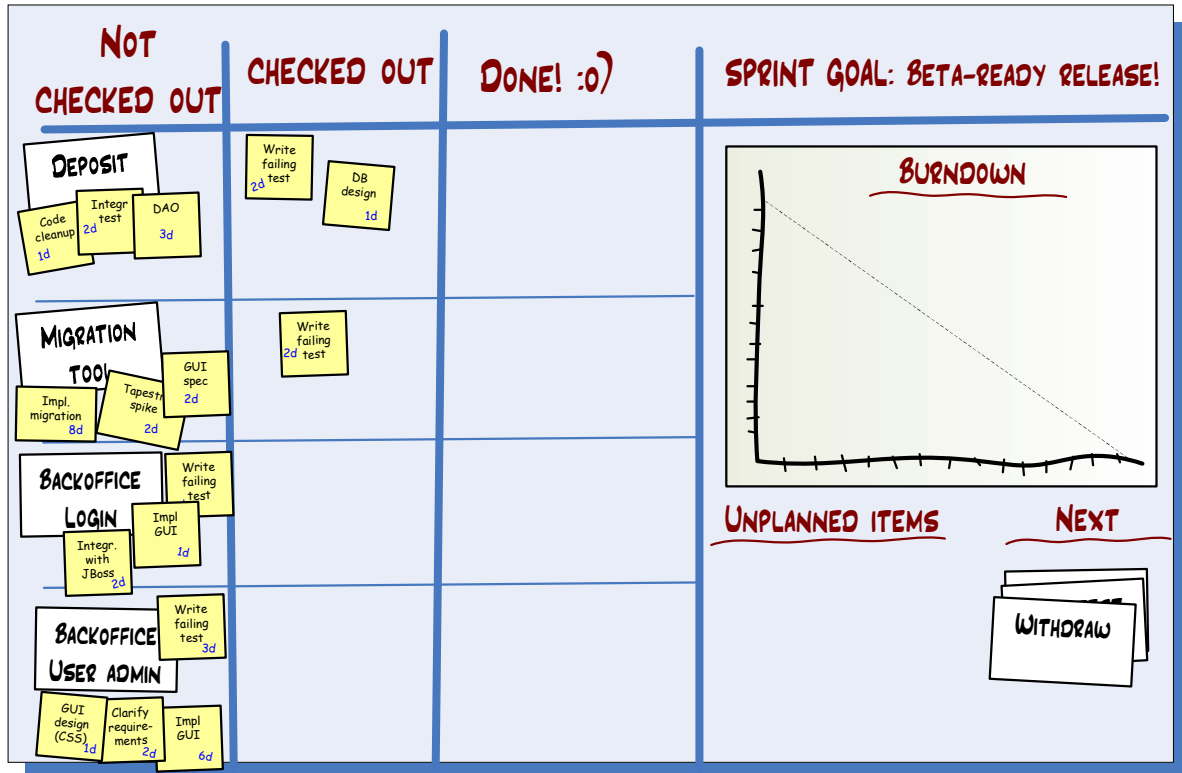 NOT
CHECKED OUT
CHECKED OUT
DONE! :o)
SPRINT GOAL: BETA-READY RELEASE!
DEPOSIT
Code
cleanup
1d
Integr
test
2d
DAO
3d
Write
failing
test
2d
DB
design
1d
BURNDOWN
MIGRATION
TOOL
Impl.
migration
8d
Tapestr
spike
2d
GUI
spec
2d
Write
failing
2d test
BACKOFFICE
LOGIN
Write
failing
test
Impl
GUI
1d
Integr.
with
JBoss
2d
UNPLANNED ITEMS
NEXT
WITHDRAW
BACKOFFICE
USER ADMIN
Write
failing
test
3d
GUI
design
(CSS)
1d
Clarify
require-
ments
2d
Impl
GUI
6d